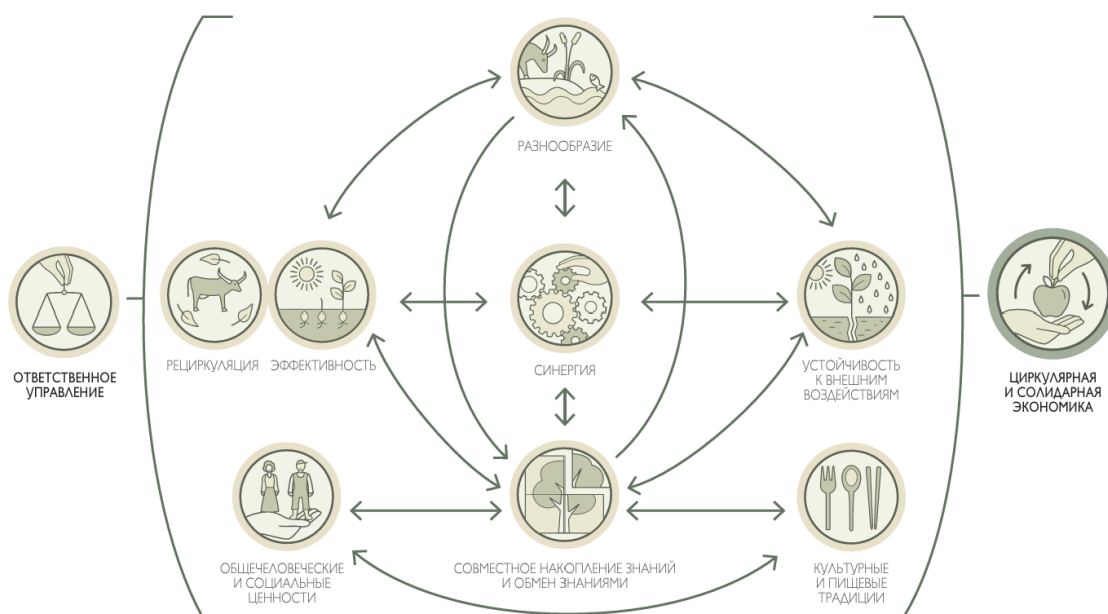 РАЗНООБРАЗИЕ
ОТВЕТСТВЕННОЕ
УПРАВЛЕНИЕ
РЕЦИРКУЛЯЦИЯ
ЭФФЕКТИВНОСТЬ
СИНЕРГИЯ
УСТОЙЧИВОСТЬ
К ВНЕШНИМ
ВОЗДЕЙСТВИЯМ
ЦИРКУЛЯРНАЯ
И СОЛИДАРНАЯ
ЭКОНОМИКА
ОБЩЕЧЕЛОВЕЧЕСКИЕ
И СОЦИАЛЬНЫЕ
ЦЕННОСТИ
СОВМЕСТНОЕ НАКОПЛЕНИЕ ЗНАНИЙ
И ОБМЕН ЗНАНИЯМИ
КУЛЬТУРНЫЕ
И ПИЩЕВЫЕ
ТРАДИЦИИ